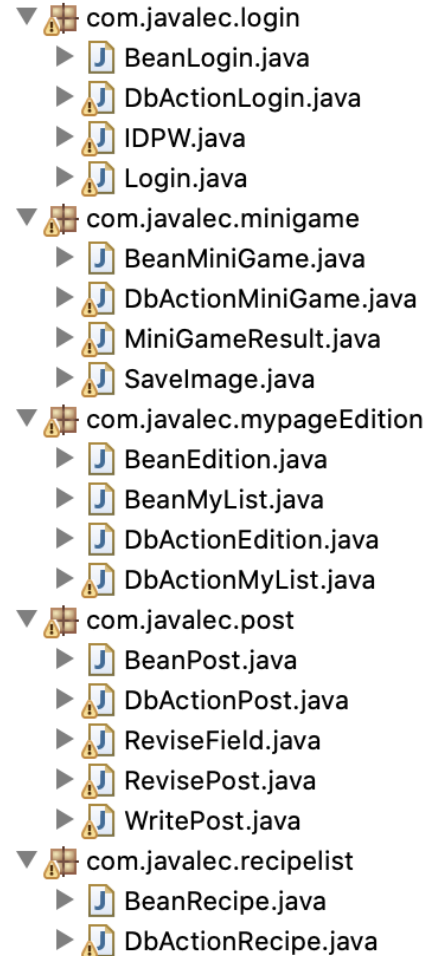 com.javalec.login
BeanLogin.java
DbActionLogin.java
IDPW.java
Login.java
com.javalec.minigame
BeanMiniGame.java
DbActionMiniGame.java
MiniGameResult.java
SaveImage.java
com.javalec.mypageEdition
BeanEdition.java
BeanMyList.java
DbActionEdition.java
DbActionMyList.java
com.javalec.post
BeanPost.java
DbActionPost.java
ReviseField.java
RevisePost.java
WritePost.java
com.javalec.recipelist
BeanRecipe.java
DbActionRecipe.java